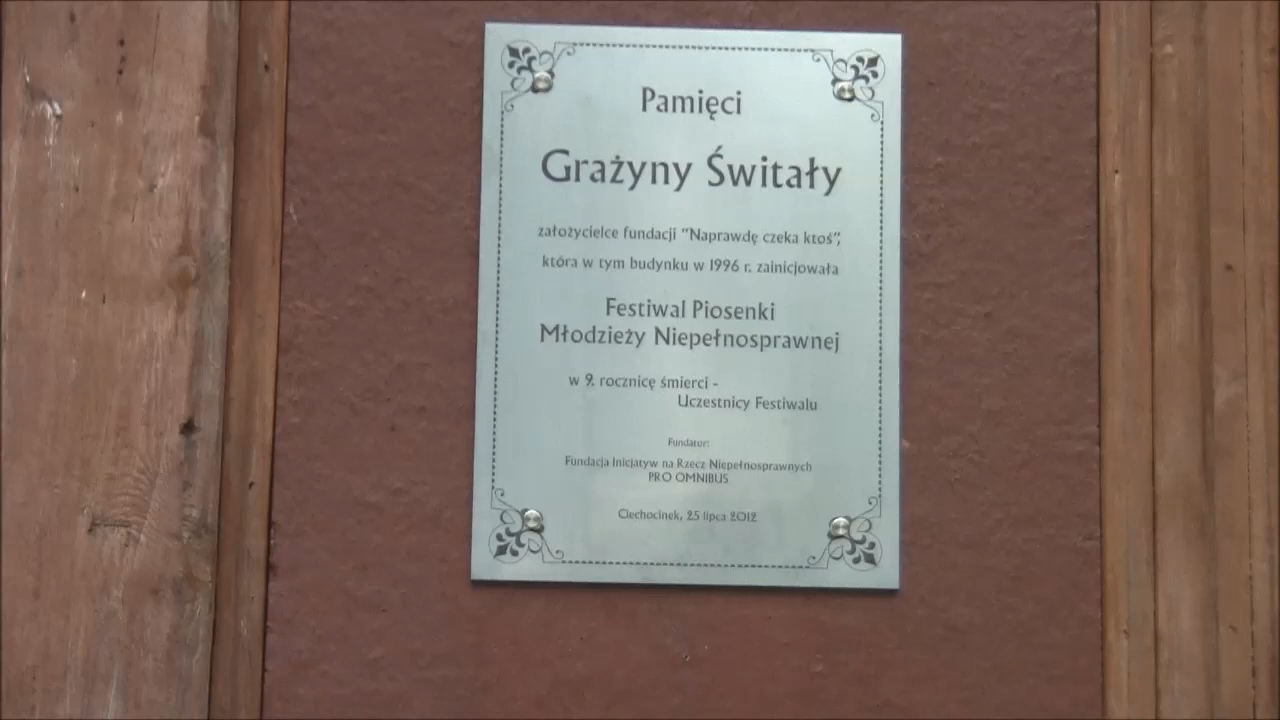 Pamięci
Grażyny Świtały
założycielce fundacji "Naprawdę czeka ktoś",
która w tym budynku w 1996 r. zainicjowała
Festiwal Piosenki
Młodzieży Niepełnosprawnej
w 9. rocznicę śmierci -
Uczestnicy Festiwalu
Fundator:
Fundacja Inicjatyw na Rzecz Niepełnosprawnych
PRO OMNIBUS
Ciechocinek, 25 lipca 2012